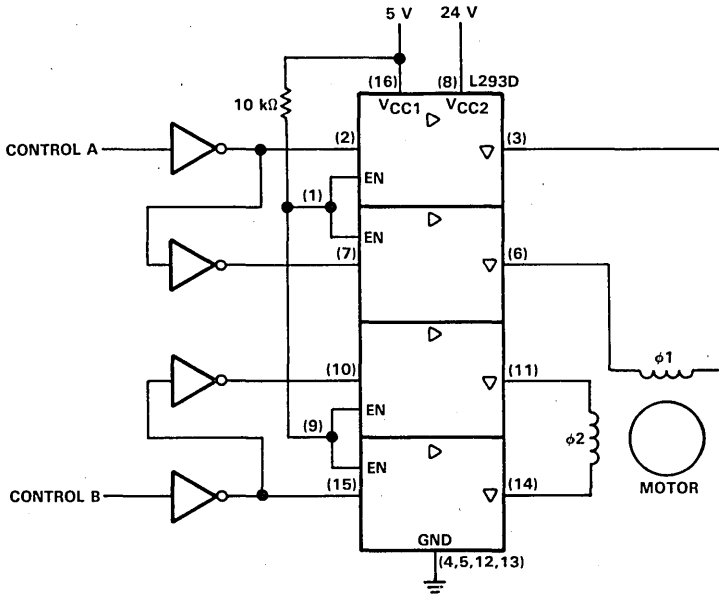 5 V
24 V
(16)
(8)
L293D
VCC1
VCC2
10 kΩ
CONTROL A
(2)
(3)
EN
(1)
EN
(7)
(6)
φ1
(10)
(11)
EN
(9)
φ2
EN
MOTOR
CONTROL B
(15)
(14)
GND
(4,5,12,13)